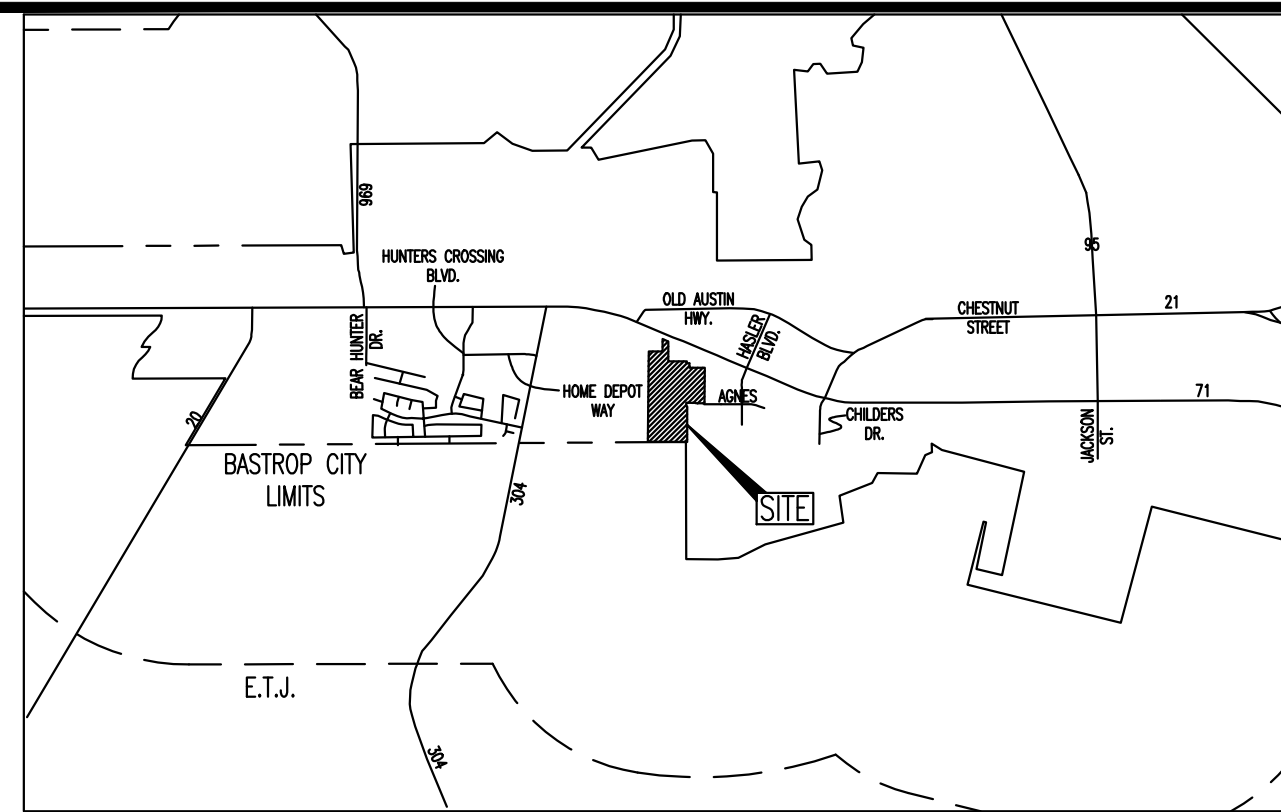 969
95
HUNTERS CROSSING
BLVD.
OLD AUSTIN
HWY.
CHESTNUT
STREET
21
BEAR HUNTER
DR.
HASLER
BLVD.
HOME DEPOT
WAY
AGNES
71
CHILDERS
DR.
JACKSON
ST.
20
BASTROP CITY
LIMITS
304
SITE
E.T.J.
304